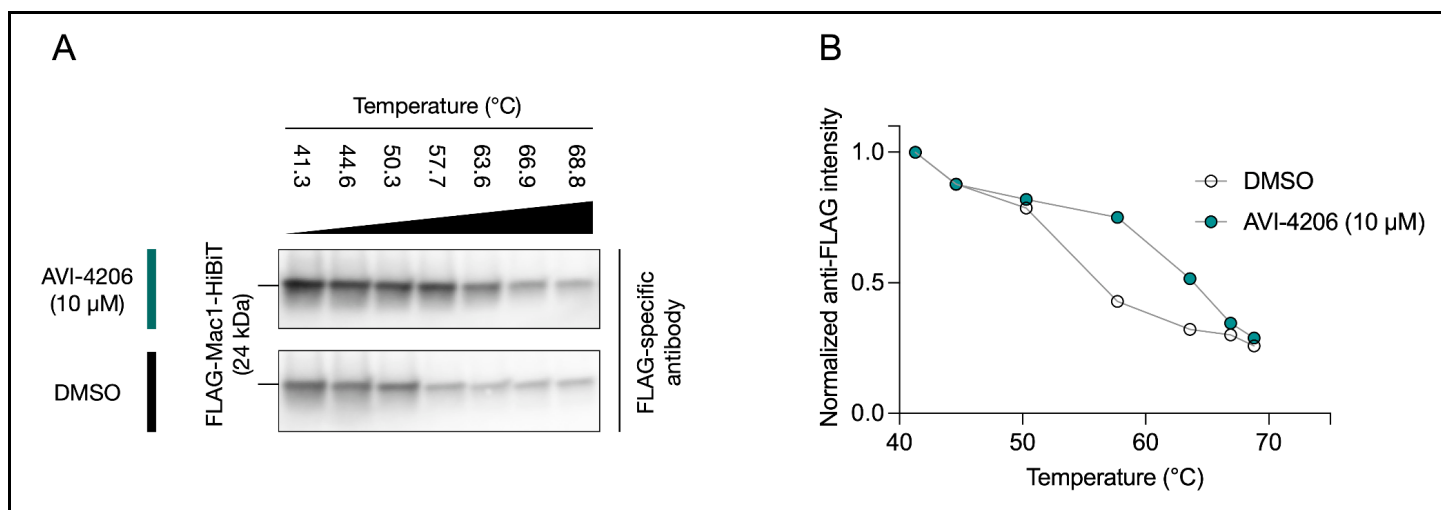 A
Temperature (°C)
41.3
44.6
50.3
57.7
63.6
66.9
68.8
AVI-4206
(10 μM)
DMSO
FLAG-Mac1-HiBiT
(24 kDa)
FLAG-specific
antibody
B
Normalized anti-FLAG intensity
1.0
0.5
0.0
40
50
60
70
Temperature (°C)
DMSO
AVI-4206 (10 μM)